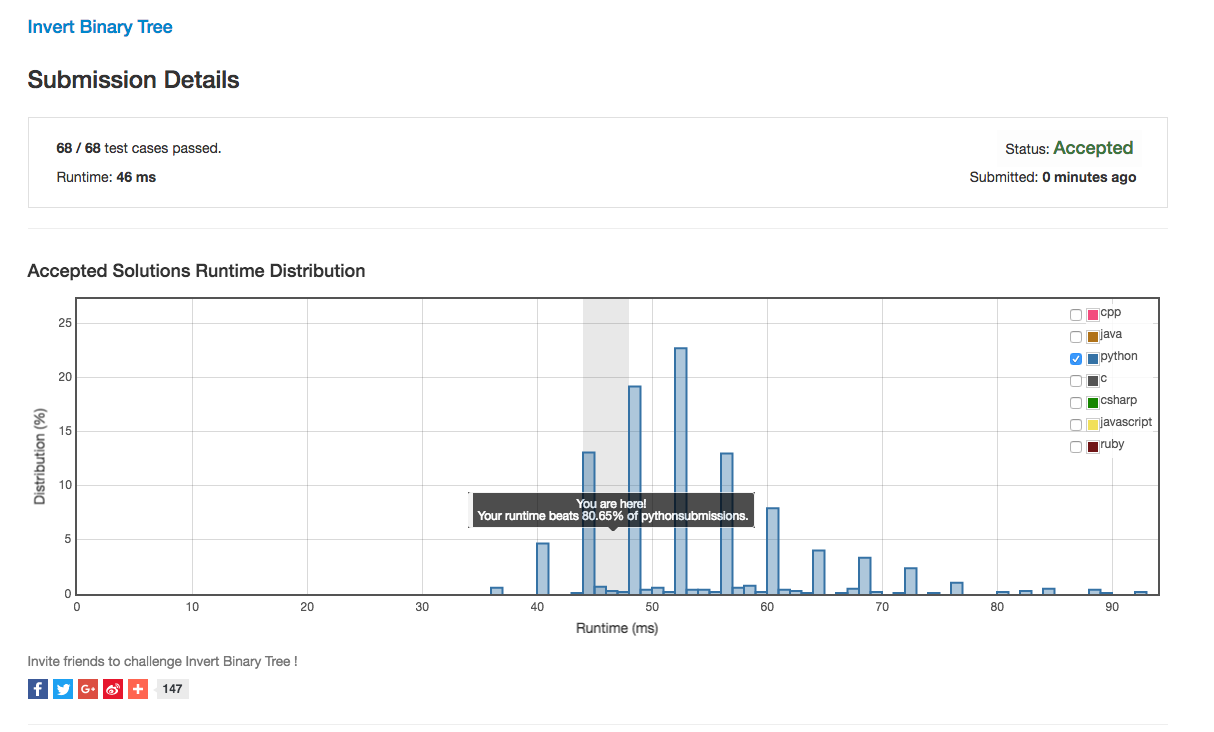 Invert Binary Tree
Submission Details
68 / 68 test cases passed.
Status: Accepted
Runtime: 46 ms
Submitted: 0 minutes ago
Accepted Solutions Runtime Distribution
Distribution (%)
25
20
15
10
5
0
cpp
java
python
c
csharp
javascript
ruby
You are here!
Your runtime beats 80.65% of pythonsubmissions.
0 10 20 30 40 50 60 70 80 90
Runtime (ms)
Invite friends to challenge Invert Binary Tree !
f G+ + 147